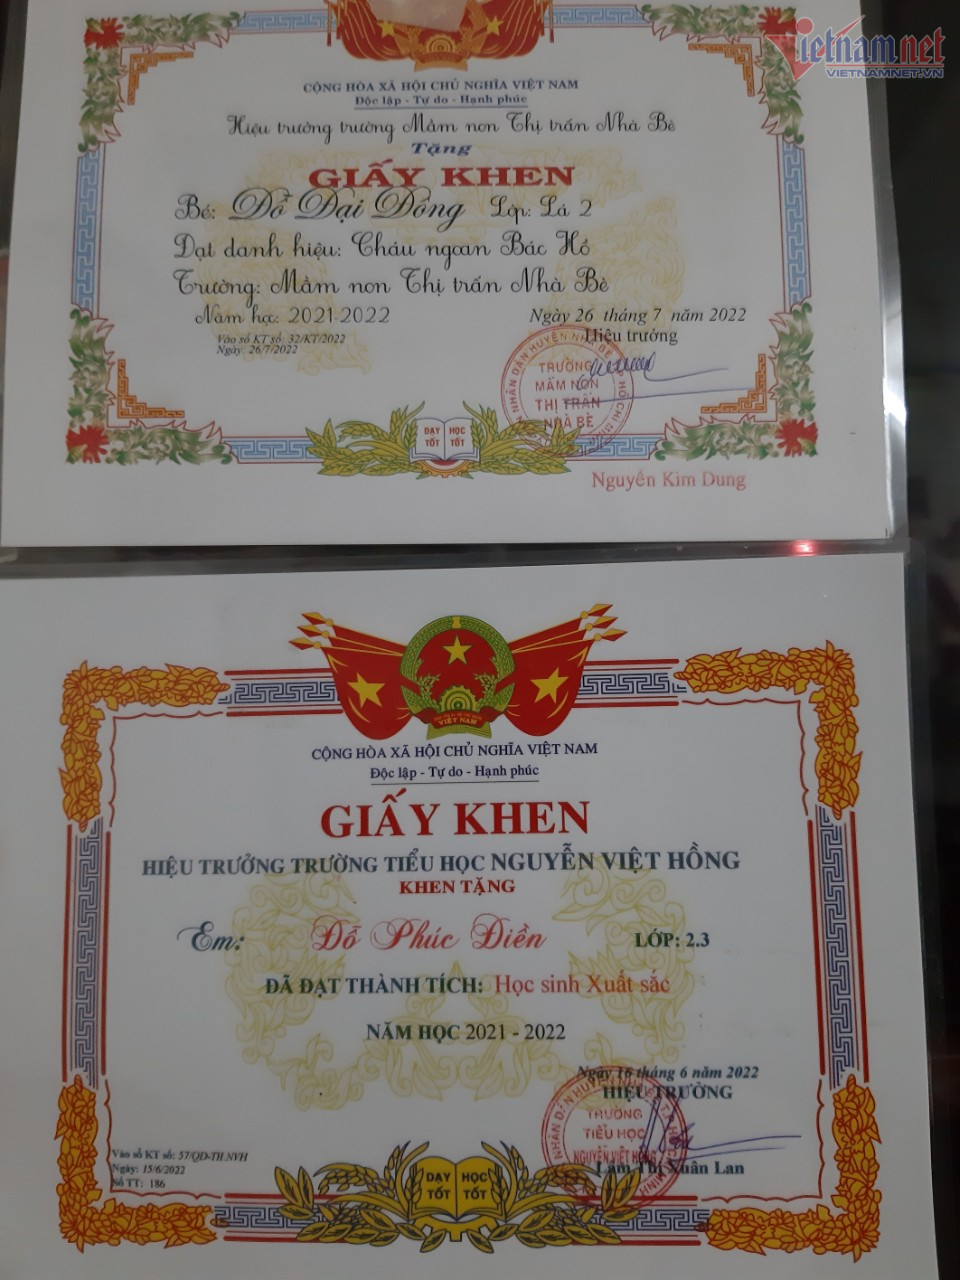 Vietnamnet
VIETNAMNET.VN
CỘNG HÒA XÃ HỘI CHỦ NGHĨA VIỆT NAM
Độc lập - Tự do - Hạnh phúc
Hiệu trưởng trường Mầm non Thị trấn Nhà Bè
Tặng
GIẤY KHEN
Bé: Đỗ Đại Đồng Lớp: Lá 2
Đạt danh hiệu: Cháu ngoan Bác Hồ
Trường: Mầm non Thị trấn Nhà Bè
Năm học: 2021-2022
Ngày 26 tháng 7 năm 2022
Vào sổ KT số: 32/KT/2022
Ngày: 26/7/2022
Hiệu trưởng
NHÂN DÂN HUYỆN NHÀ BÈ
TRƯỜNG
MẦM NON
THỊ TRẤN
NHÀ BÈ
DẠY TỐT HỌC TỐT
Nguyễn Kim Dung
VIỆT NAM
CỘNG HÒA XÃ HỘI CHỦ NGHĨA VIỆT NAM
Độc lập - Tự do - Hạnh phúc
GIẤY KHEN
HIỆU TRƯỞNG TRƯỜNG TIỂU HỌC NGUYỄN VIỆT HỒNG
KHEN TẶNG
Em: Đỗ Phúc Điền LỚP: 2.3
ĐÃ ĐẠT THÀNH TÍCH: Học sinh Xuất sắc
NĂM HỌC 2021 - 2022
Ngày 16 tháng 6 năm 2022
HIỆU TRƯỞNG
TRƯỜNG
TIỂU HỌC
NGUYỄN VIỆT HỒNG
Lâm Thị Xuân Lan
Vào sổ KT số: 57/QĐ-TH.NVH
Ngày: 15/6/2022
Số TT: 186
DẠY TỐT HỌC TỐT